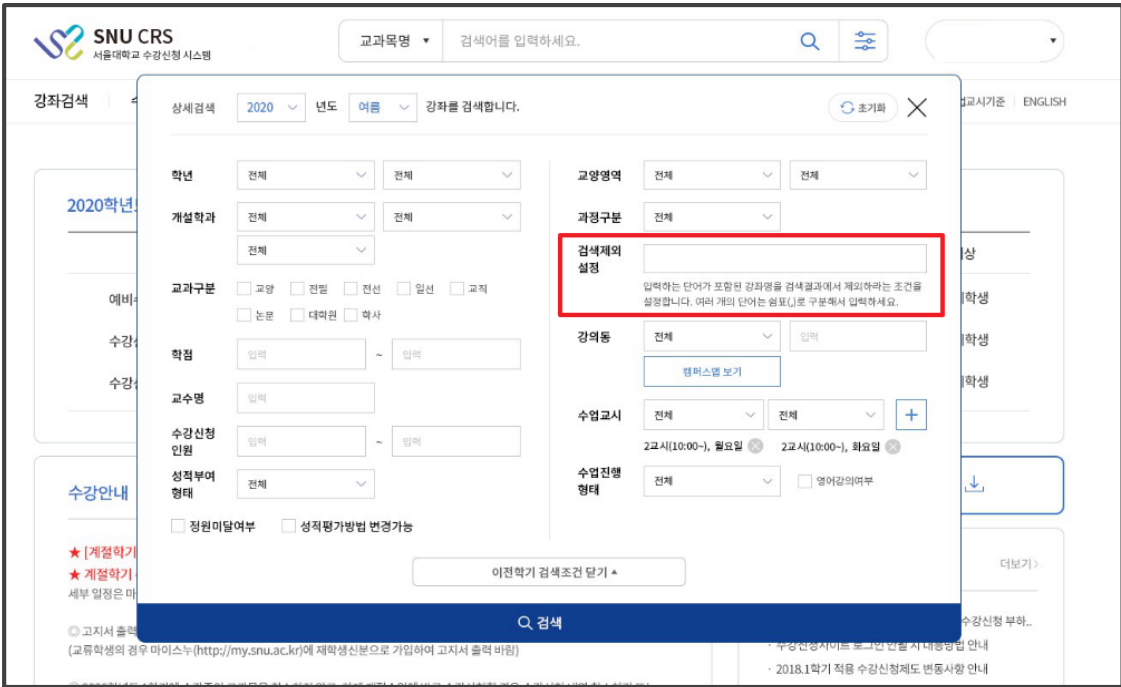 SNU CRS
서울대학교 수강신청 시스템
교과목명 검색어를 입력하세요.
강좌검색
상세검색 2020 년도 여름 강좌를 검색합니다. 초기화
ENGLISH
학년 전체 전체
교양영역 전체 전체
개설학과 전체 전체
과정구분 전체
전체
검색제외
설정
입력하는 단어가 포함된 강좌명을 검색결과에서 제외하라는 조건을
설정합니다. 여러 개의 단어는 쉼표(,)로 구분해서 입력하세요.
교과구분 교양 전필 전선 일선 교직
논문 대학원 학사
강의동 전체 입력
캠퍼스맵 보기
학점 입력 ~ 입력
교수명 입력
수업교시 전체 전체
2교시(10:00~), 월요일 2교시(10:00~), 화요일
수강신청
인원
입력 ~ 입력
성적부여
형태
전체
수업진행
형태
전체 영어강의여부
정원미달여부 성적평가방법 변경가능
이전학기 검색조건 닫기
검색
2020학년
수강안내
★ [계절학기
★ 계절학기
세부 일정은
◎ 고지서 출력
(교류학생의 경우 마이스누(http://my.snu.ac.kr)에 재학생신분으로 가입하여 고지서 출력 바람)
더보기
수강신청 부하..
· 수강신청사이트 로그인 안될 시 대응방법 안내
· 2018.1학기 적용 수강신청제도 변동사항 안내